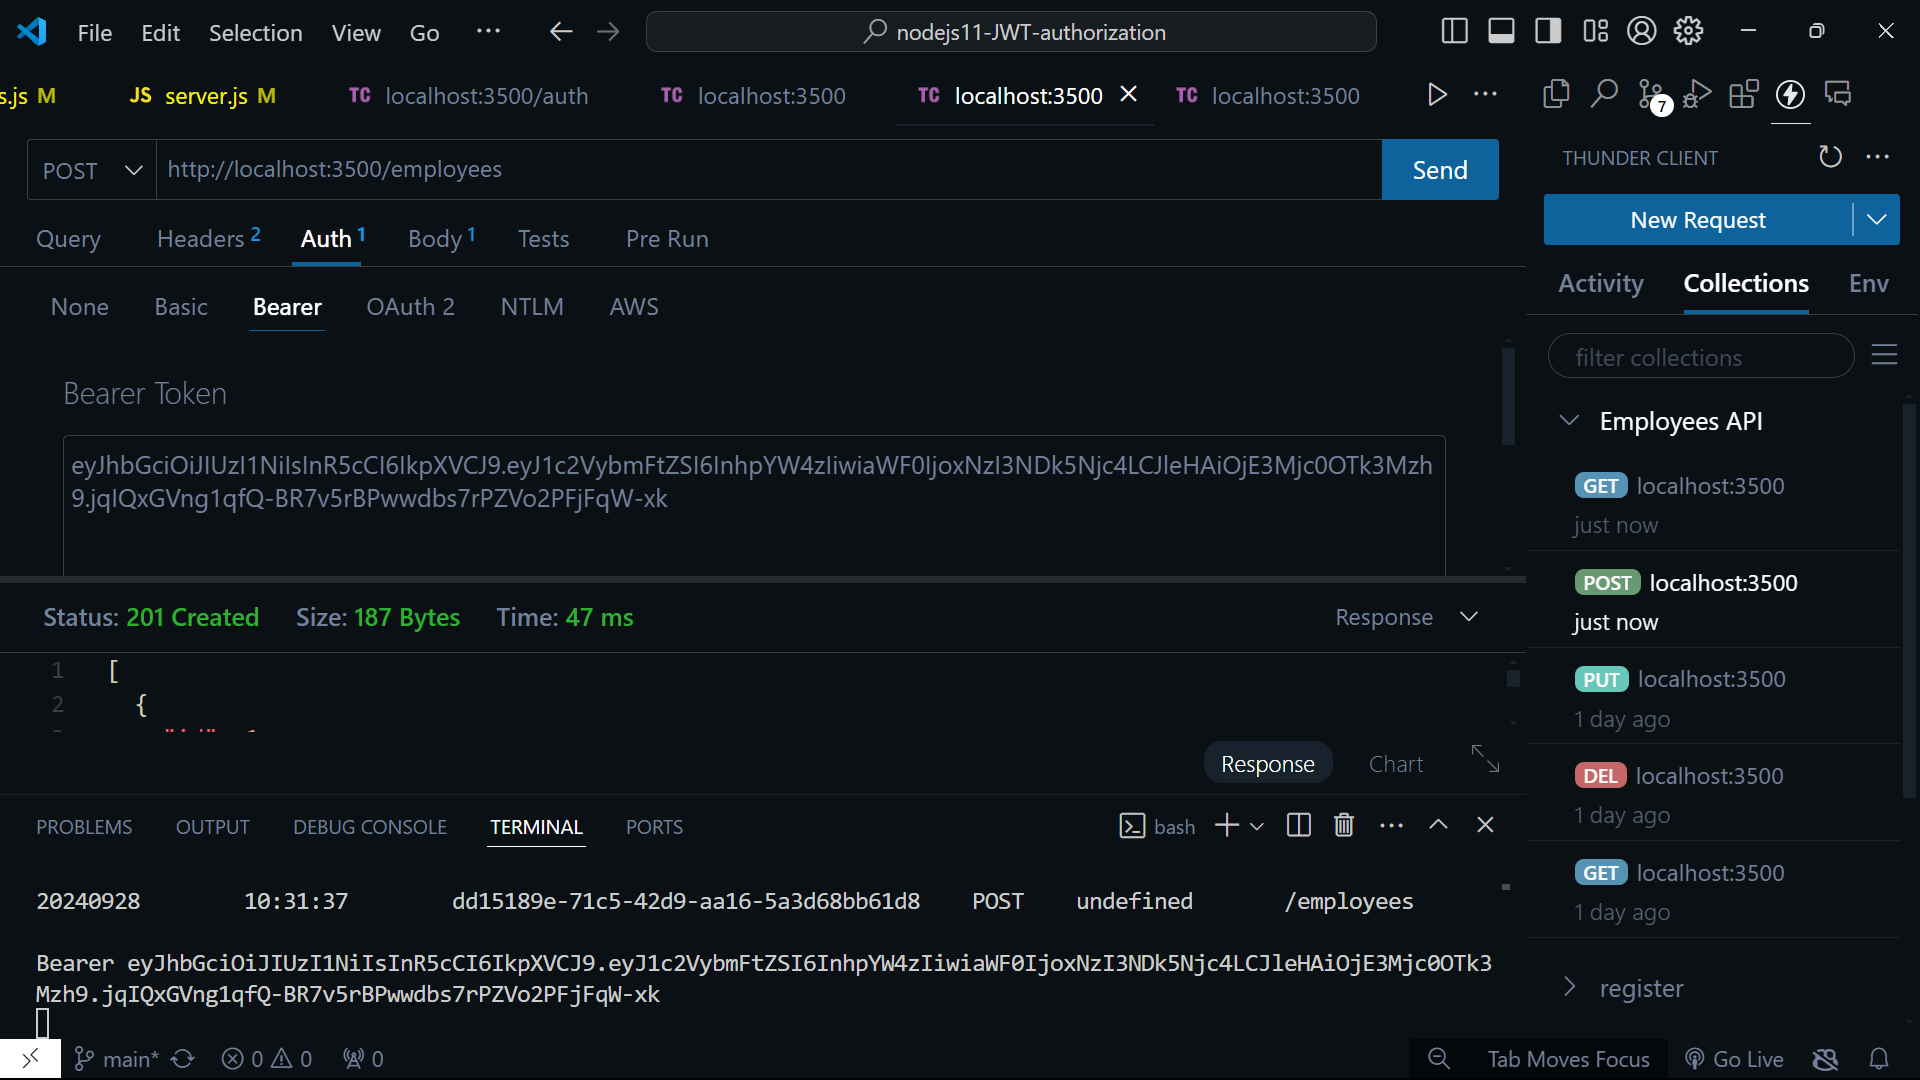 File Edit Selection View Go ··· nodejs11-JWT-authorization
s.js M JS server.js M TC localhost:3500/auth TC localhost:3500 TC localhost:3500 TC localhost:3500 ··· 7
POST http://localhost:3500/employees Send
Query Headers 2 Auth 1 Body 1 Tests Pre Run
None Basic Bearer OAuth 2 NTLM AWS
Bearer Token
eyJhbGciOiJIUzI1NiIsInR5cCI6IkpXVCJ9.eyJ1c2VybmFtZSI6InhpYW4zIiwiaWF0IjoxNzI3NDk5Njc4LCJleHAiOjE3Mjc0OTk3Mzh
9.jqIQxGVng1qfQ-BR7v5rBPwwdbs7rPZVo2PFjFqW-xk
Status: 201 Created Size: 187 Bytes Time: 47 ms Response
1 [
2 {
Response Chart
PROBLEMS OUTPUT DEBUG CONSOLE TERMINAL PORTS bash
20240928 10:31:37 dd15189e-71c5-42d9-aa16-5a3d68bb61d8 POST undefined /employees
Bearer eyJhbGciOiJIUzI1NiIsInR5cCI6IkpXVCJ9.eyJ1c2VybmFtZSI6InhpYW4zIiwiaWF0IjoxNzI3NDk5Njc4LCJleHAiOjE3Mjc0OTk3
Mzh9.jqIQxGVng1qfQ-BR7v5rBPwwdbs7rPZVo2PFjFqW-xk
THUNDER CLIENT
New Request
Activity Collections Env
filter collections
Employees API
GET localhost:3500
just now
POST localhost:3500
just now
PUT localhost:3500
1 day ago
DEL localhost:3500
1 day ago
GET localhost:3500
1 day ago
register
main* 0 0 0 Tab Moves Focus Go Live